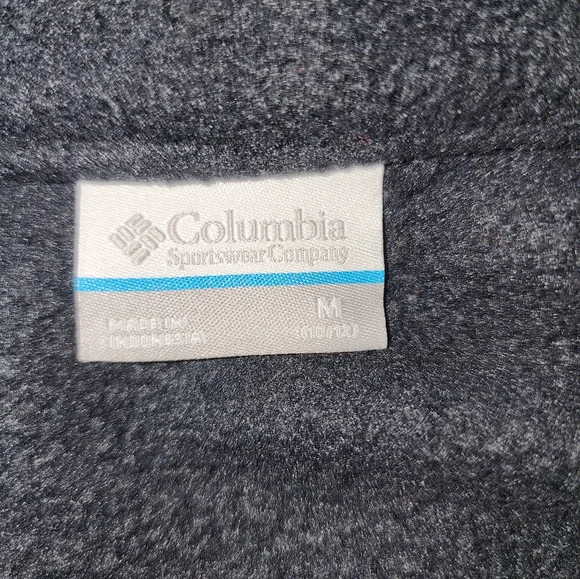 Columbia
Sportswear Company
M
MADE IN
INDONESIA
(10/12)